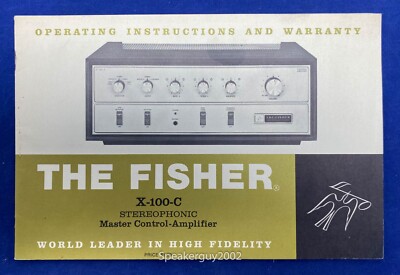 OPERATING INSTRUCTIONS AND WARRANTY
THE FISHER®
X-100-C
STEREOPHONIC
Master Control-Amplifier
WORLD LEADER IN HIGH FIDELITY
Speakerguy2002